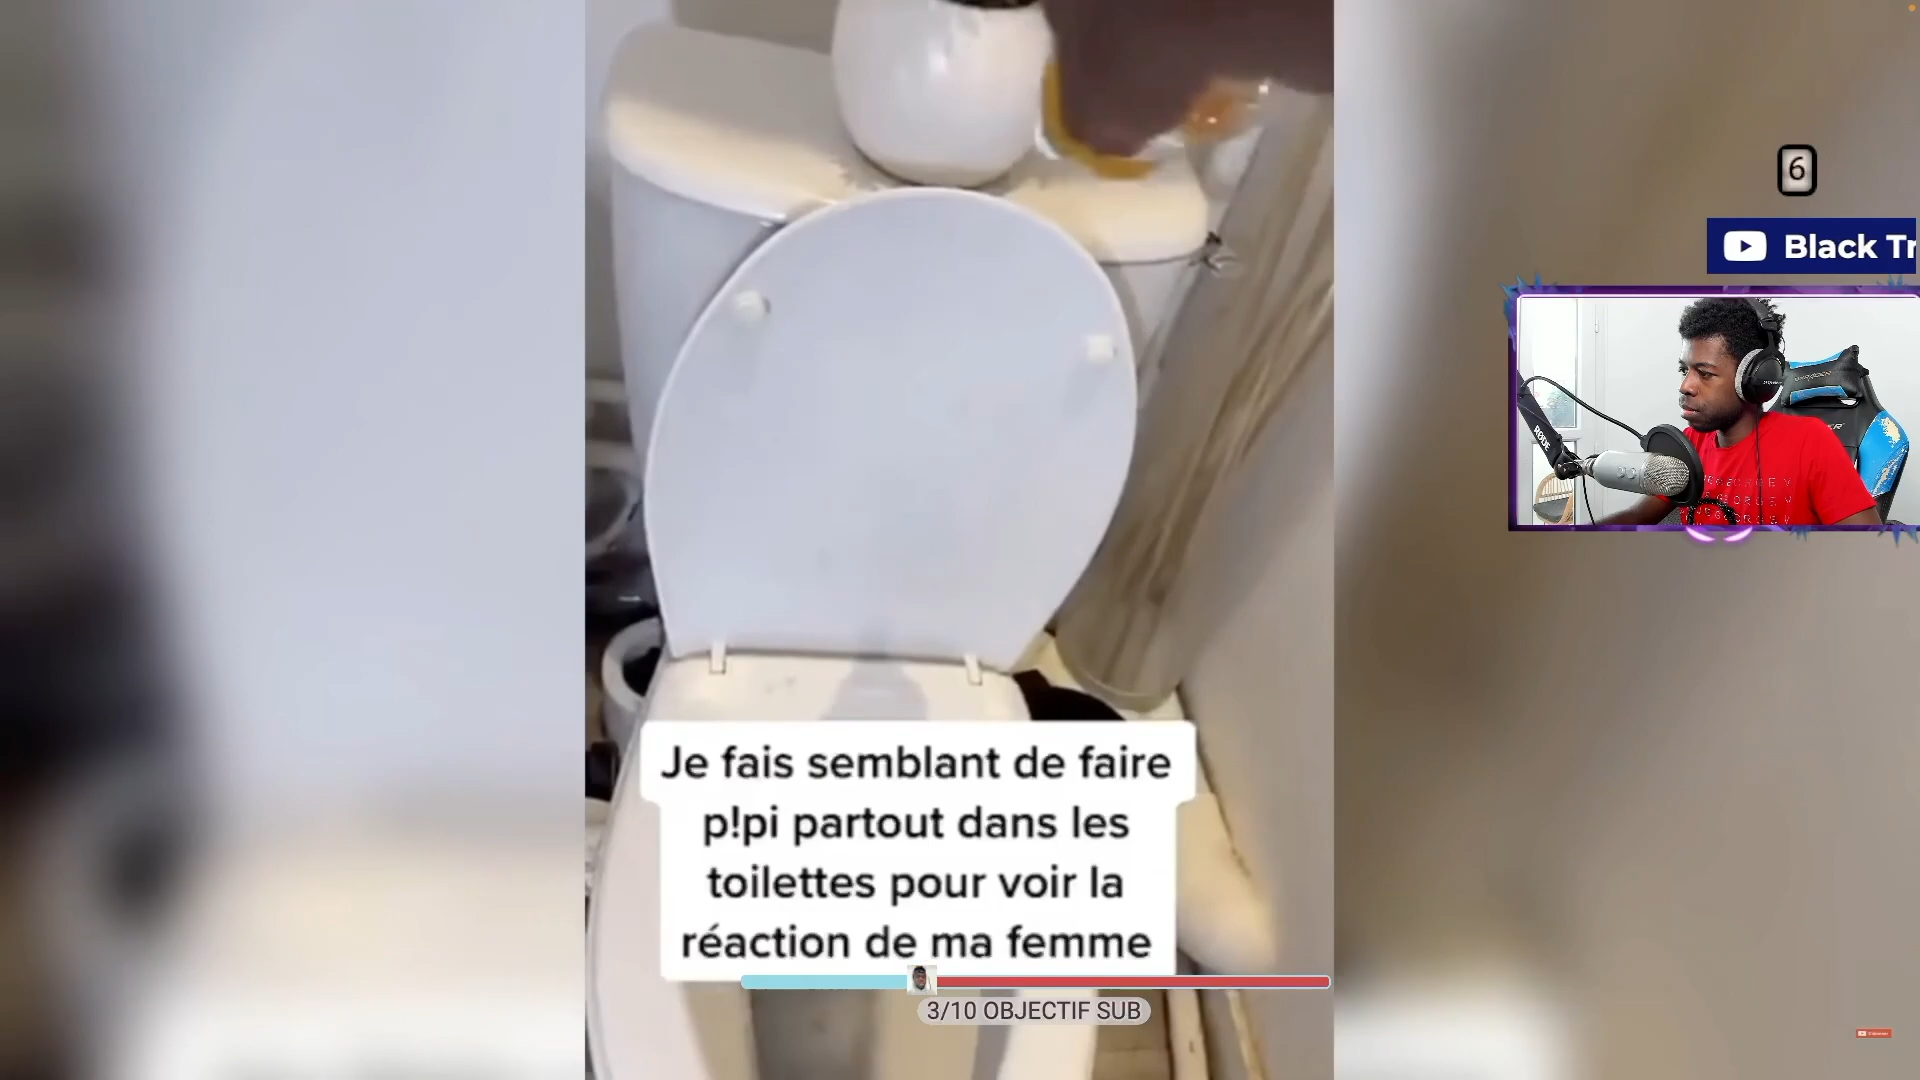 6
Black Tr
RØDE
Je fais semblant de faire
p!pi partout dans les
toilettes pour voir la
réaction de ma femme
3/10 OBJECTIF SUB